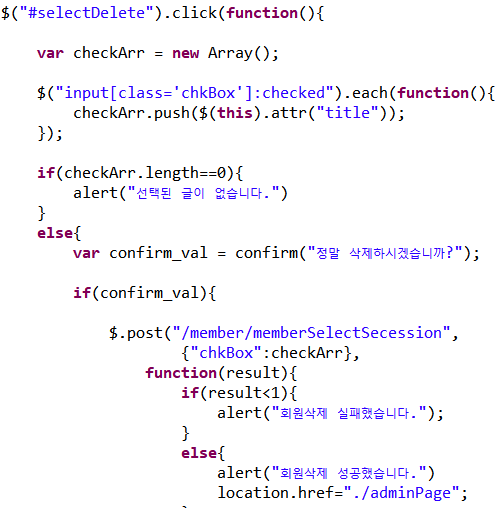 $("#selectDelete").click(function(){
var checkArr = new Array();
$("input[class='chkBox']:checked").each(function(){
checkArr.push($(this).attr("title"));
});
if(checkArr.length==0){
alert("선택된 글이 없습니다.")
}
else{
var confirm_val = confirm("정말 삭제하시겠습니까?");
if(confirm_val){
$.post("/member/memberSelectSecession",
{"chkBox":checkArr},
function(result){
if(result<1){
alert("회원삭제 실패했습니다.");
}
else{
alert("회원삭제 성공했습니다.")
location.href="./adminPage";